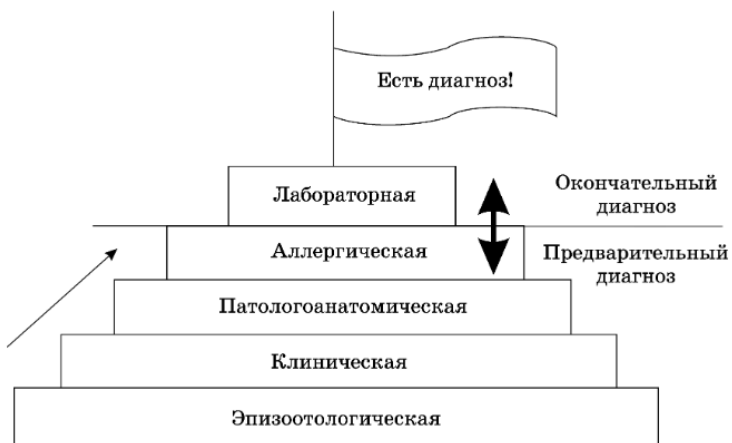 Есть диагноз!
Лабораторная
Окончательный
диагноз
Аллергическая
Предварительный
диагноз
Патологоанатомическая
Клиническая
Эпизоотологическая